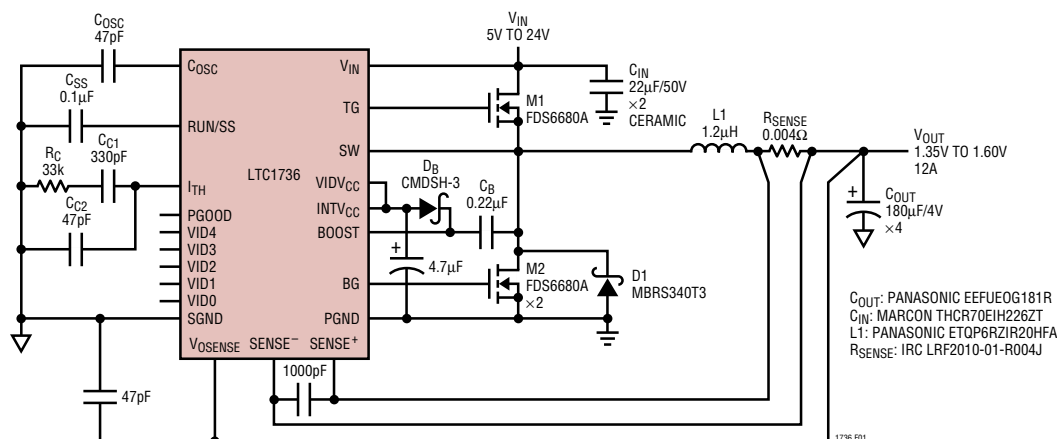 COSC
47pF
CSS
0.1µF
RC
33k
CC1
330pF
CC2
47pF
47pF
COSC
RUN/SS
ITH
PGOOD
VID4
VID3
VID2
VID1
VID0
SGND
VOSENSE
SENSE−
SENSE+
LTC1736
VIN
TG
SW
VIDVCC
INTVCC
BOOST
BG
PGND
1000pF
DB
CMDSH-3
CB
0.22µF
+
4.7µF
VIN
5V TO 24V
M1
FDS6680A
CIN
22µF/50V
×2
CERAMIC
M2
FDS6680A
×2
D1
MBRS340T3
L1
1.2µH
RSENSE
0.004Ω
VOUT
1.35V TO 1.60V
12A
+
COUT
180µF/4V
×4
COUT: PANASONIC EEFUEOG181R
CIN: MARCON THCR70EIH226ZT
L1: PANASONIC ETQP6RZIR20HFA
RSENSE: IRC LRF2010-01-R004J
1736 F01